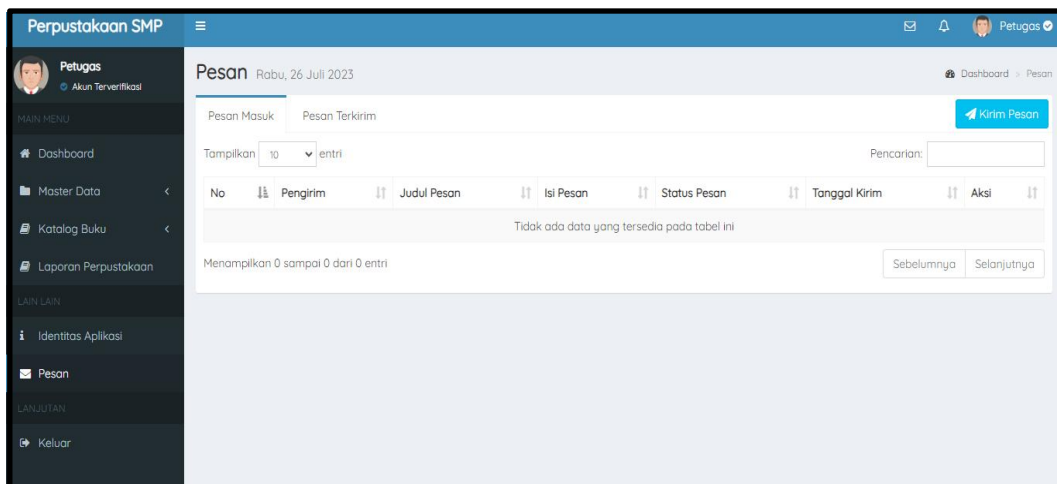 Perpustakaan SMP
Petugas
Petugas
Akun Terverifikasi
MAIN MENU
Dashboard
Master Data
Katalog Buku
Laporan Perpustakaan
LAIN LAIN
Identitas Aplikasi
Pesan
LANJUTAN
Keluar
Pesan Rabu, 26 Juli 2023
Dashboard > Pesan
Pesan Masuk Pesan Terkirim
Kirim Pesan
Tampilkan 10 entri
Pencarian:
No Pengirim Judul Pesan Isi Pesan Status Pesan Tanggal Kirim Aksi
Tidak ada data yang tersedia pada tabel ini
Menampilkan 0 sampai 0 dari 0 entri
Sebelumnya Selanjutnya